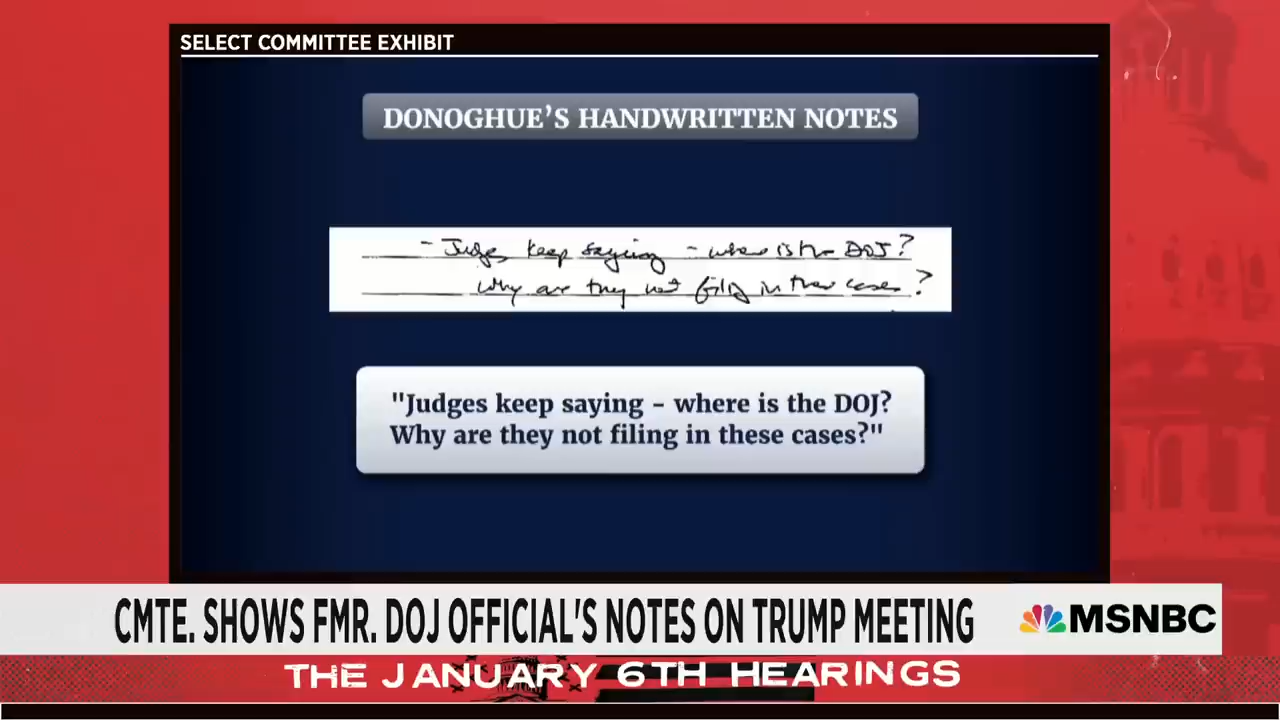 SELECT COMMITTEE EXHIBIT
DONOGHUE'S HANDWRITTEN NOTES
- Judges keep saying - where is the DOJ?
why are they not filing in these cases?
"Judges keep saying – where is the DOJ?
Why are they not filing in these cases?"
CMTE. SHOWS FMR. DOJ OFFICIAL'S NOTES ON TRUMP MEETING
MSNBC
THE JANUARY 6TH HEARINGS